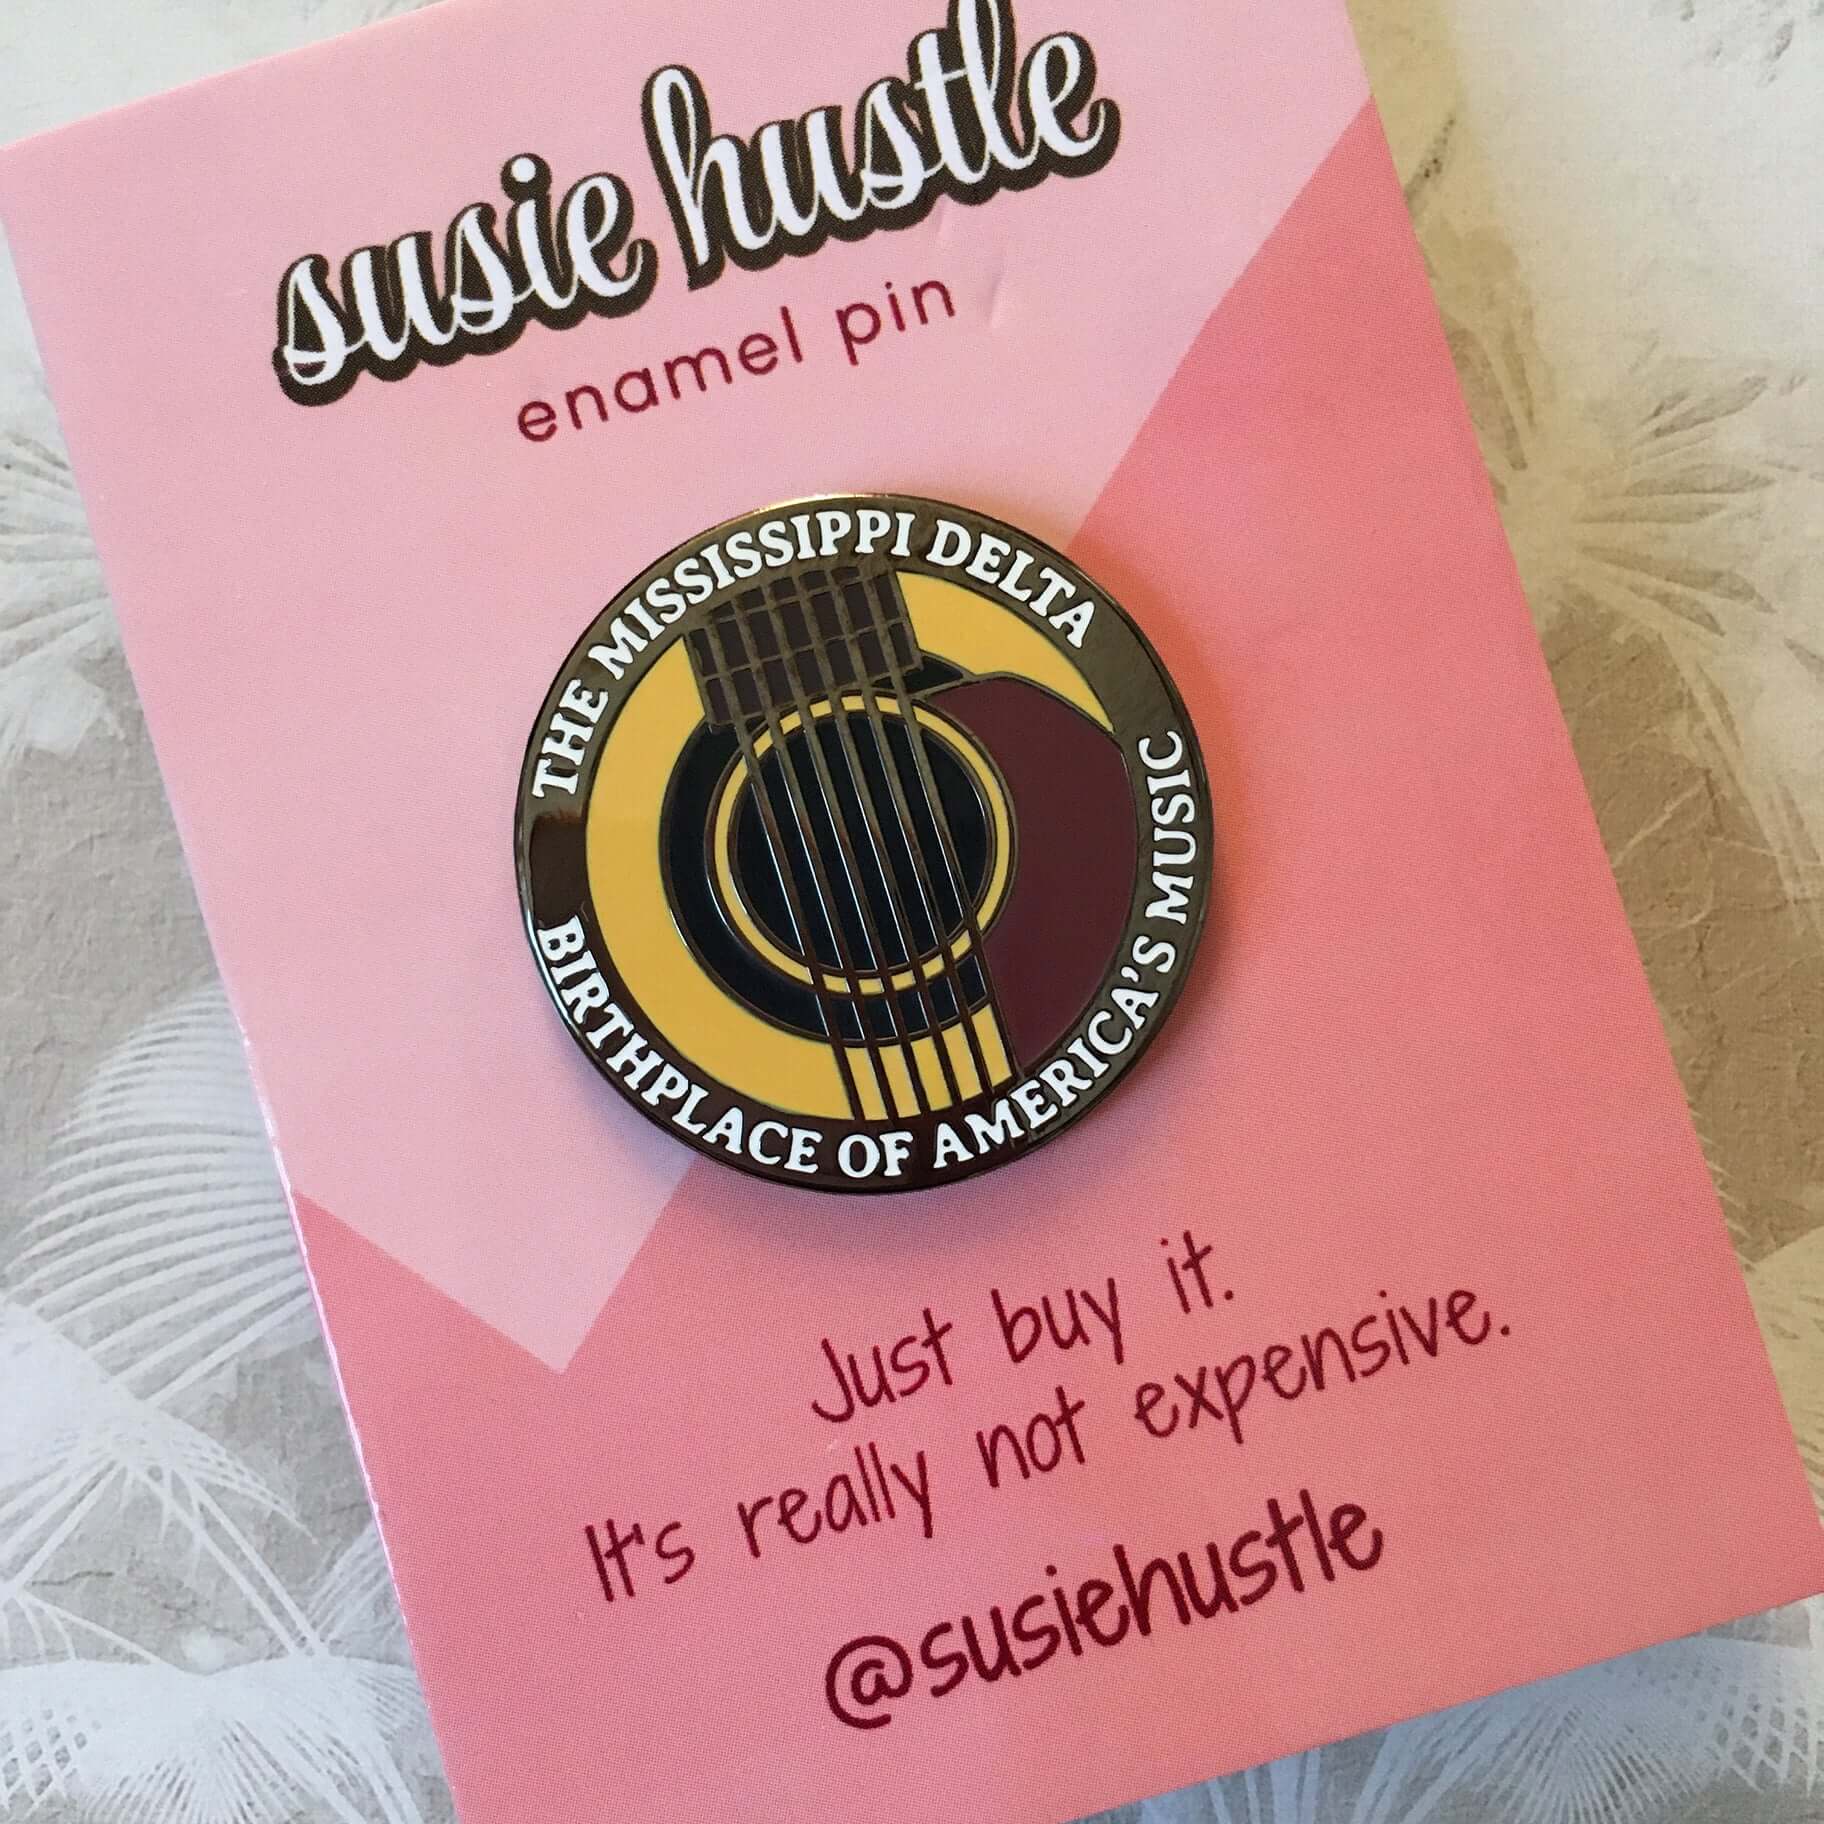 susie hustle
enamel pin
THE MISSISSIPPI DELTA
BIRTHPLACE OF AMERICA'S MUSIC
Just buy it.
It's really not expensive.
@susiehustle